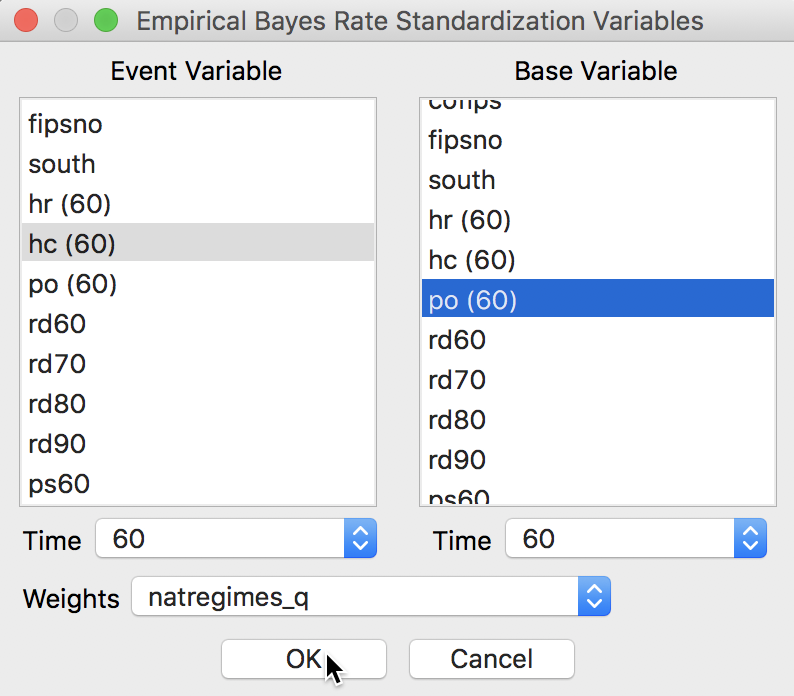 Empirical Bayes Rate Standardization Variables
Event Variable
fipsno
south
hr (60)
hc (60)
po (60)
rd60
rd70
rd80
rd90
ps60
Time 60
Base Variable
cofips
fipsno
south
hr (60)
hc (60)
po (60)
rd60
rd70
rd80
rd90
ps60
Time 60
Weights natregimes_q
OK
Cancel